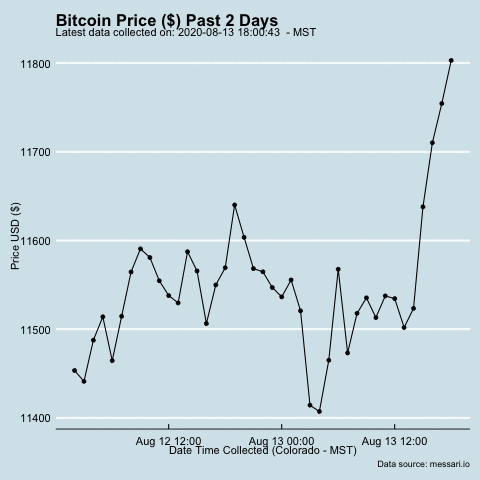 Bitcoin Price ($) Past 2 Days
Latest data collected on: 2020-08-13 18:00:43  - MST
11800
11700
11600
11500
11400
Price USD ($)
Aug 12 12:00
Aug 13 00:00
Aug 13 12:00
Date Time Collected (Colorado - MST)
Data source: messari.io